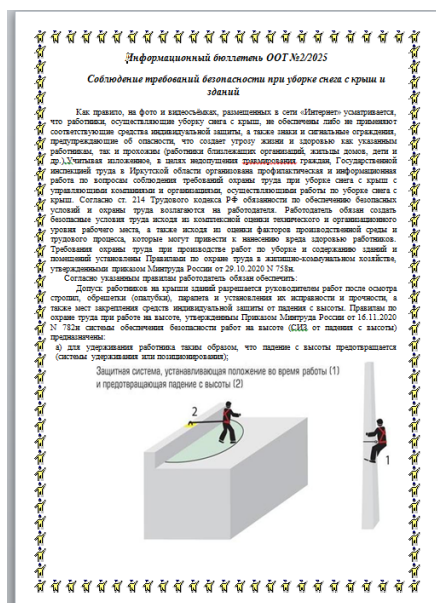 Информационный бюллетень ООТ №2/2025
Соблюдение требований безопасности при уборке снега с крыш и
зданий
Как правило, на фото и видеосъёмках, размещенных в сети «Интернет» усматривается,
что работники, осуществляющие уборку снега с крыш, не обеспечены либо не применяют
соответствующие средства индивидуальной защиты, а также знаки и сигнальные ограждения,
предупреждающие об опасности, что создает угрозу жизни и здоровью как указанным
работникам, так и прохожим (работники близлежащих организаций, жильцы домов, дети и
др.).Учитывая изложенное, в целях недопущения травмирования граждан, Государственной
инспекцией труда в Иркутской области организована профилактическая и информационная
работа по вопросам соблюдения требований охраны труда при уборке снега с крыш с
управляющими компаниями и организациями, осуществляющими работы по уборке снега с
крыш. Согласно ст. 214 Трудового кодекса РФ обязанности по обеспечению безопасных
условий и охраны труда возлагаются на работодателя. Работодатель обязан создать
безопасные условия труда исходя из комплексной оценки технического и организационного
уровня рабочего места, а также исходя из оценки факторов производственной среды и
трудового процесса, которые могут привести к нанесению вреда здоровью работников.
Требования охраны труда при производстве работ по уборке и содержанию зданий и
помещений установлены Правилами по охране труда в жилищно-коммунальном хозяйстве,
утвержденными приказом Минтруда России от 29.10.2020 N 758н.
Согласно указанным правилам работодатель обязан обеспечить:
Допуск работников на крыши зданий разрешается руководителем работ после осмотра
стропил, обрешетки (опалубки), парапета и установления их исправности и прочности, а
также мест закрепления средств индивидуальной защиты от падения с высоты. Правилам по
охране труда при работе на высоте, утвержденным Приказом Минтруда России от 16.11.2020
N 782н системы обеспечения безопасности работ на высоте (СИЗ от падения с высоты)
предназначены:
а) для удерживания работника таким образом, что падение с высоты предотвращается
(системы удерживания или позиционирования);
Защитная система, устанавливающая положение во время работы (1)
и предотвращающая падение с высоты (2)
2
1